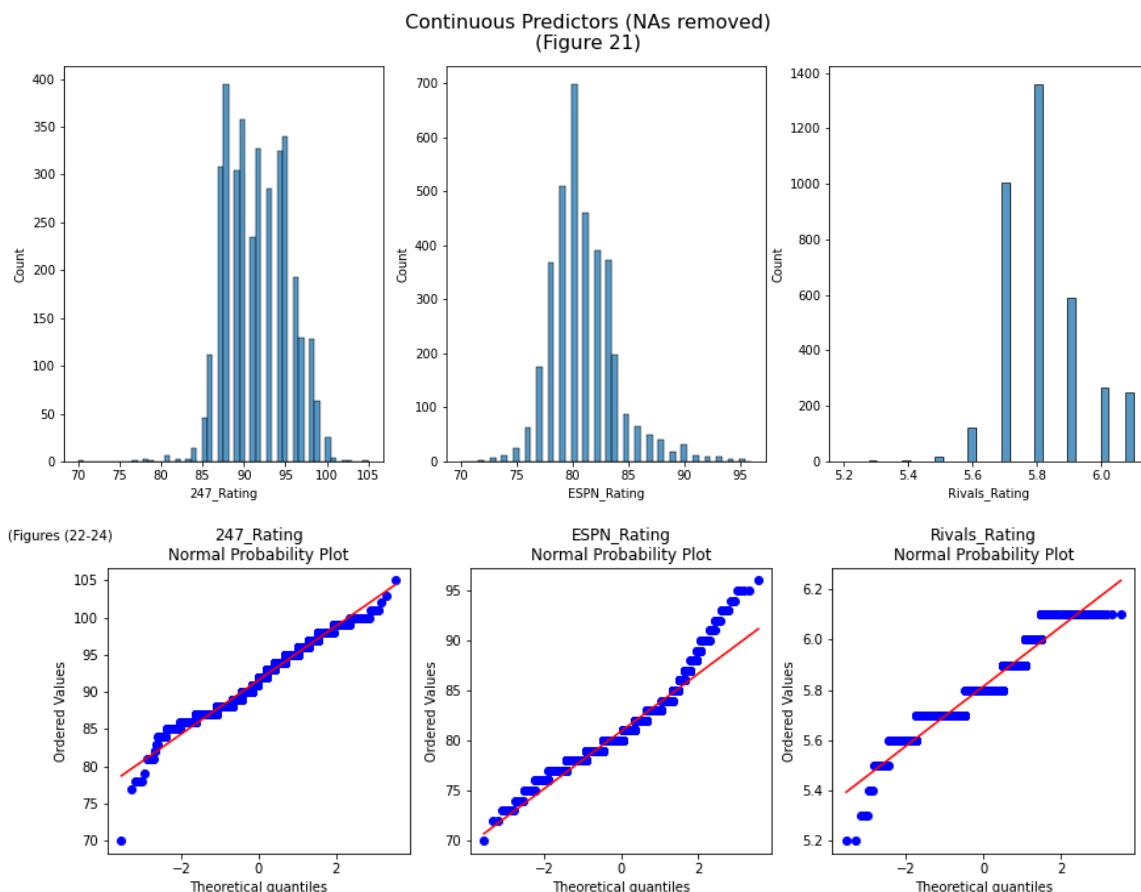 Continuous Predictors (NAs removed)
(Figure 21)
400
350
300
250
200
150
100
50
0
Count
70 75 80 85 90 95 100 105
247_Rating
700
600
500
400
300
200
100
0
Count
70 75 80 85 90 95
ESPN_Rating
1400
1200
1000
800
600
400
200
0
Count
5.2 5.4 5.6 5.8 6.0
Rivals_Rating
(Figures (22-24)
247_Rating
Normal Probability Plot
105
100
95
90
85
80
75
70
Ordered Values
−2 0 2
Theoretical quantiles
ESPN_Rating
Normal Probability Plot
95
90
85
80
75
70
Ordered Values
−2 0 2
Theoretical quantiles
Rivals_Rating
Normal Probability Plot
6.2
6.0
5.8
5.6
5.4
5.2
Ordered Values
−2 0 2
Theoretical quantiles